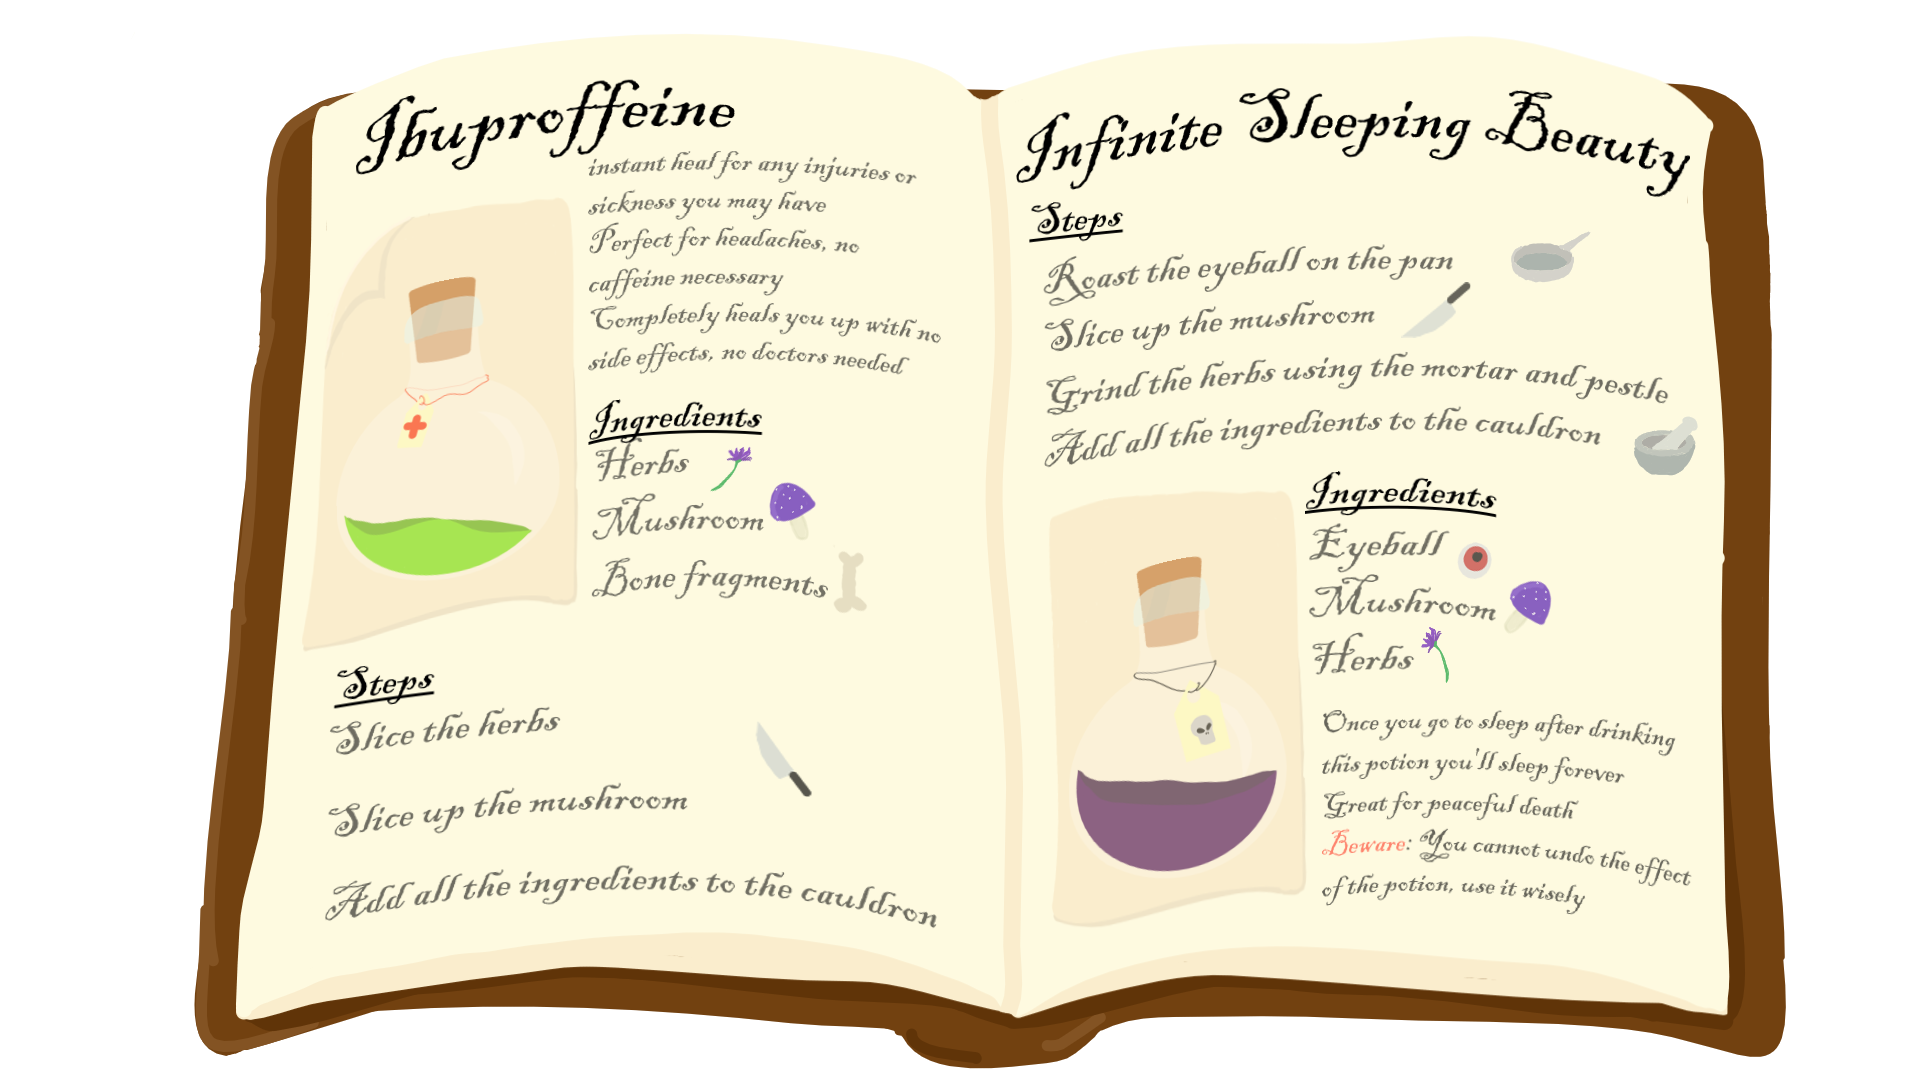 Ibuproffeine
instant heal for any injuries or
sickness you may have
Perfect for headaches, no
caffeine necessary
Completely heals you up with no
side effects, no doctors needed
Ingredients
Herbs
Mushroom
Bone fragments
Steps
Slice the herbs
Slice up the mushroom
Add all the ingredients to the cauldron
Infinite Sleeping Beauty
Steps
Roast the eyeball on the pan
Slice up the mushroom
Grind the herbs using the mortar and pestle
Add all the ingredients to the cauldron
Ingredients
Eyeball
Mushroom
Herbs
Once you go to sleep after drinking
this potion you'll sleep forever
Great for peaceful death
Beware: You cannot undo the effect
of the potion, use it wisely